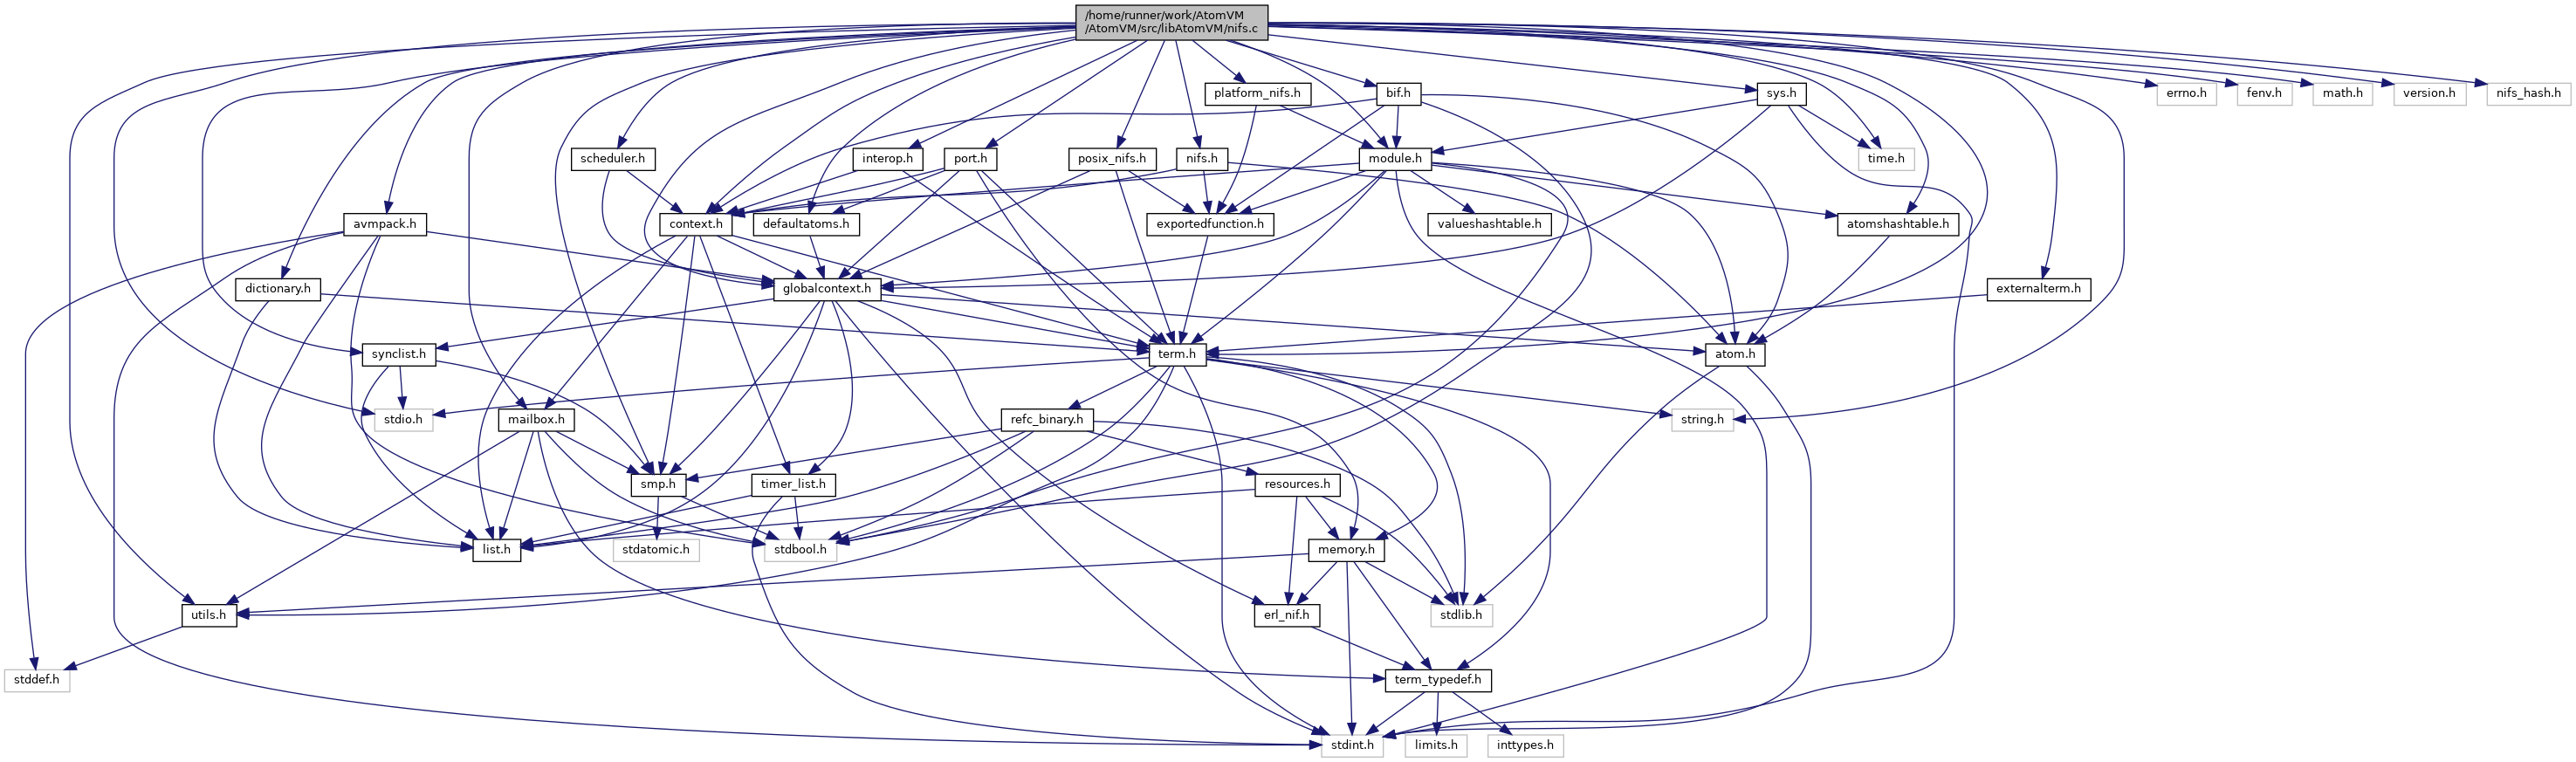 /home/runner/work/AtomVM
/AtomVM/src/libAtomVM/nifs.c
platform_nifs.h
bif.h
sys.h
errno.h
fenv.h
math.h
version.h
nifs_hash.h
scheduler.h
interop.h
port.h
posix_nifs.h
nifs.h
module.h
time.h
avmpack.h
context.h
defaultatoms.h
exportedfunction.h
valueshashtable.h
atomshashtable.h
dictionary.h
globalcontext.h
externalterm.h
synclist.h
term.h
atom.h
stdio.h
mailbox.h
refc_binary.h
string.h
smp.h
timer_list.h
resources.h
list.h
stdatomic.h
stdbool.h
memory.h
utils.h
erl_nif.h
stdlib.h
stddef.h
term_typedef.h
stdint.h
limits.h
inttypes.h